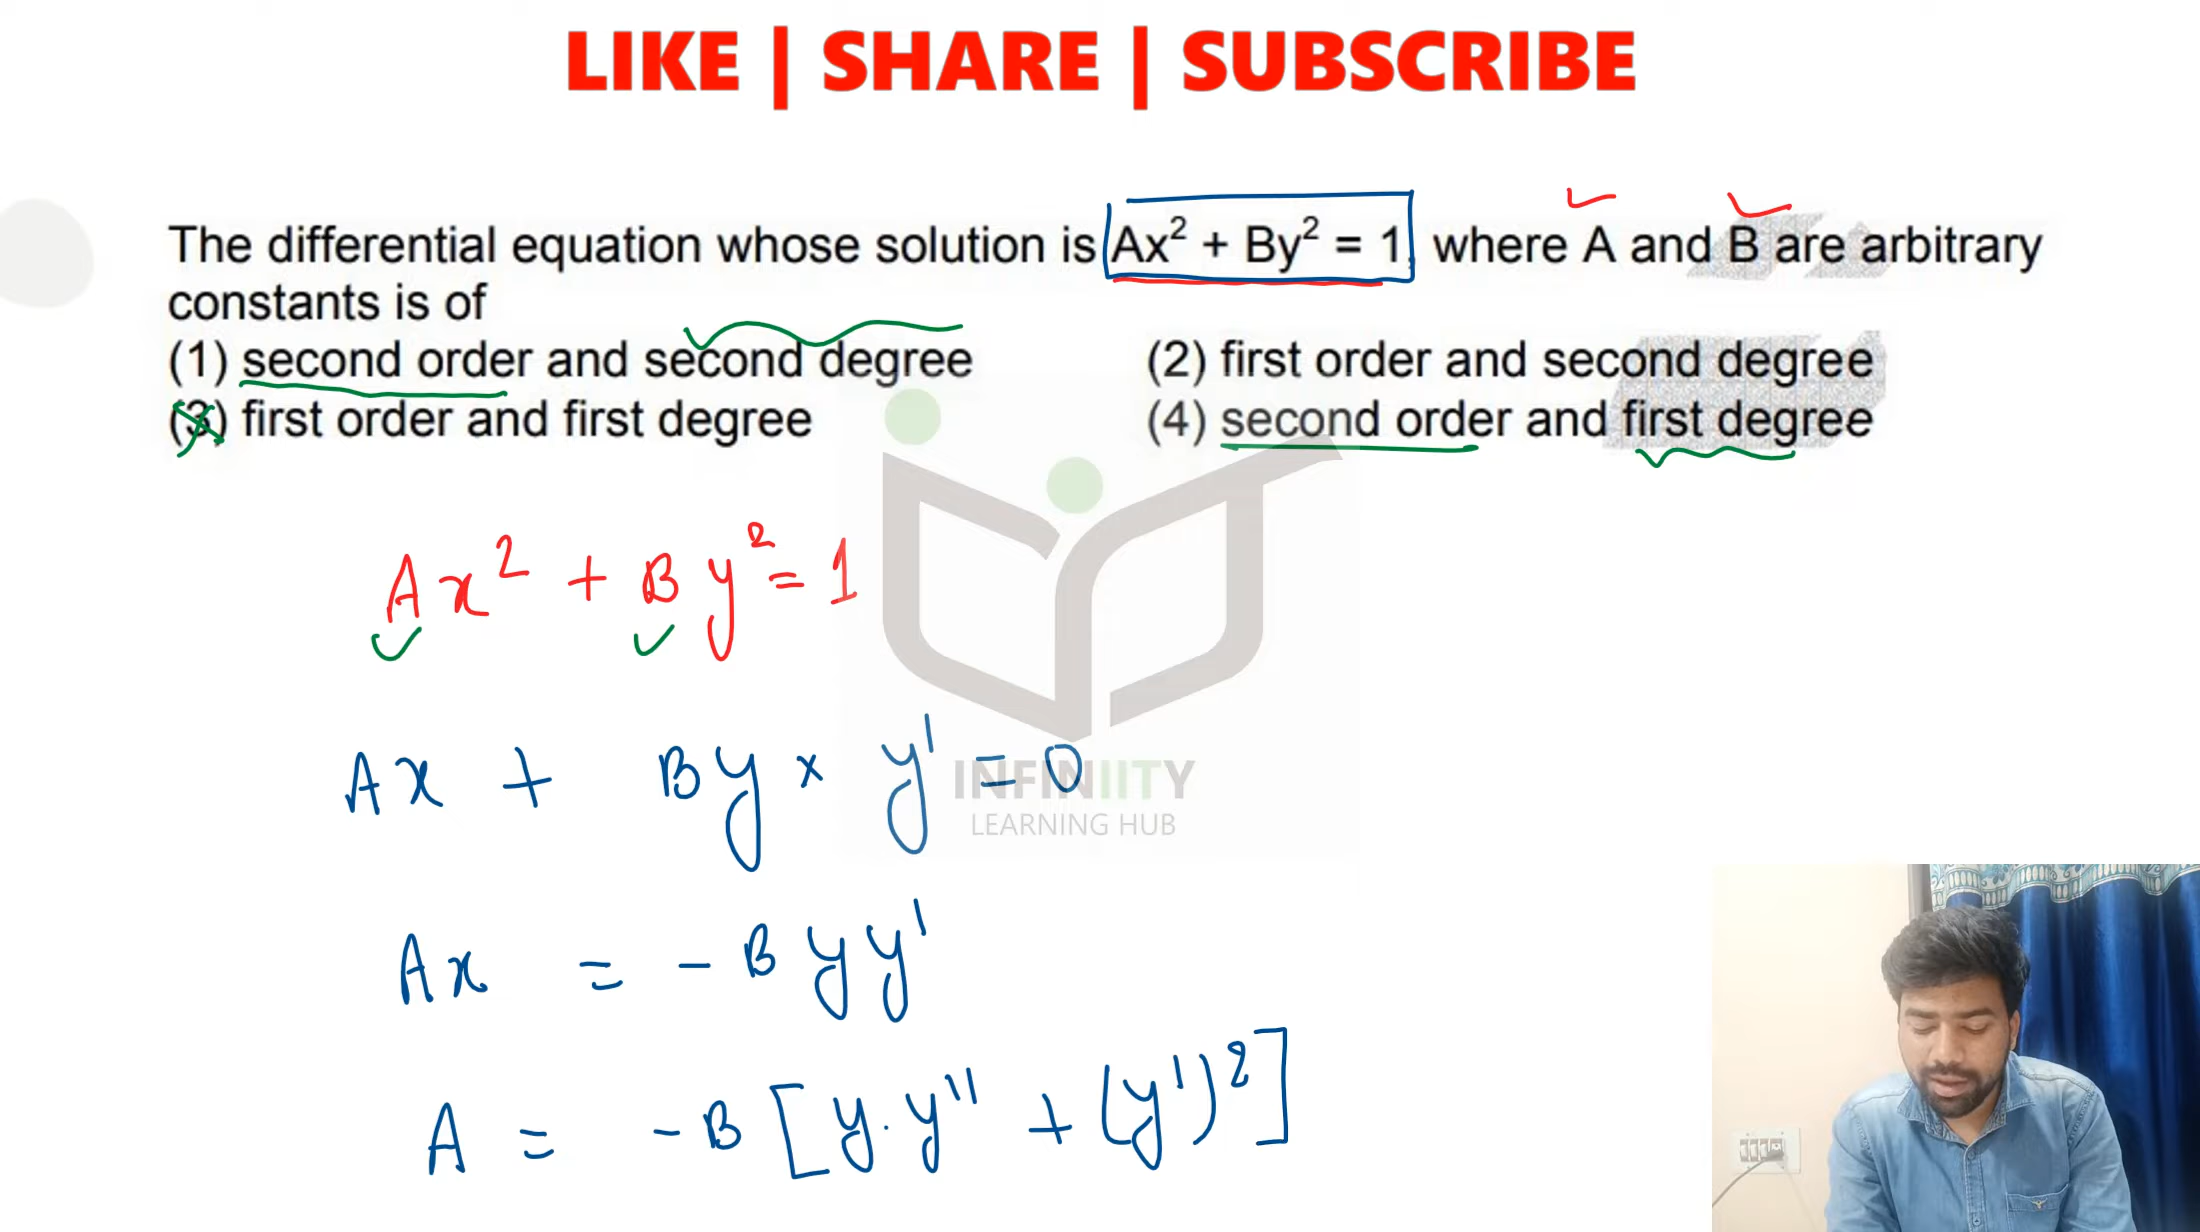 LIKE | SHARE | SUBSCRIBE
The differential equation whose solution is Ax² + By² = 1, where A and B are arbitrary
constants is of
(1) second order and second degree (2) first order and second degree
(3) first order and first degree (4) second order and first degree
Ax² + By² = 1
Ax + By × y' = 0
INFINIITY
LEARNING HUB
Ax = - B y y'
A = - B [y . y'' + (y')²]